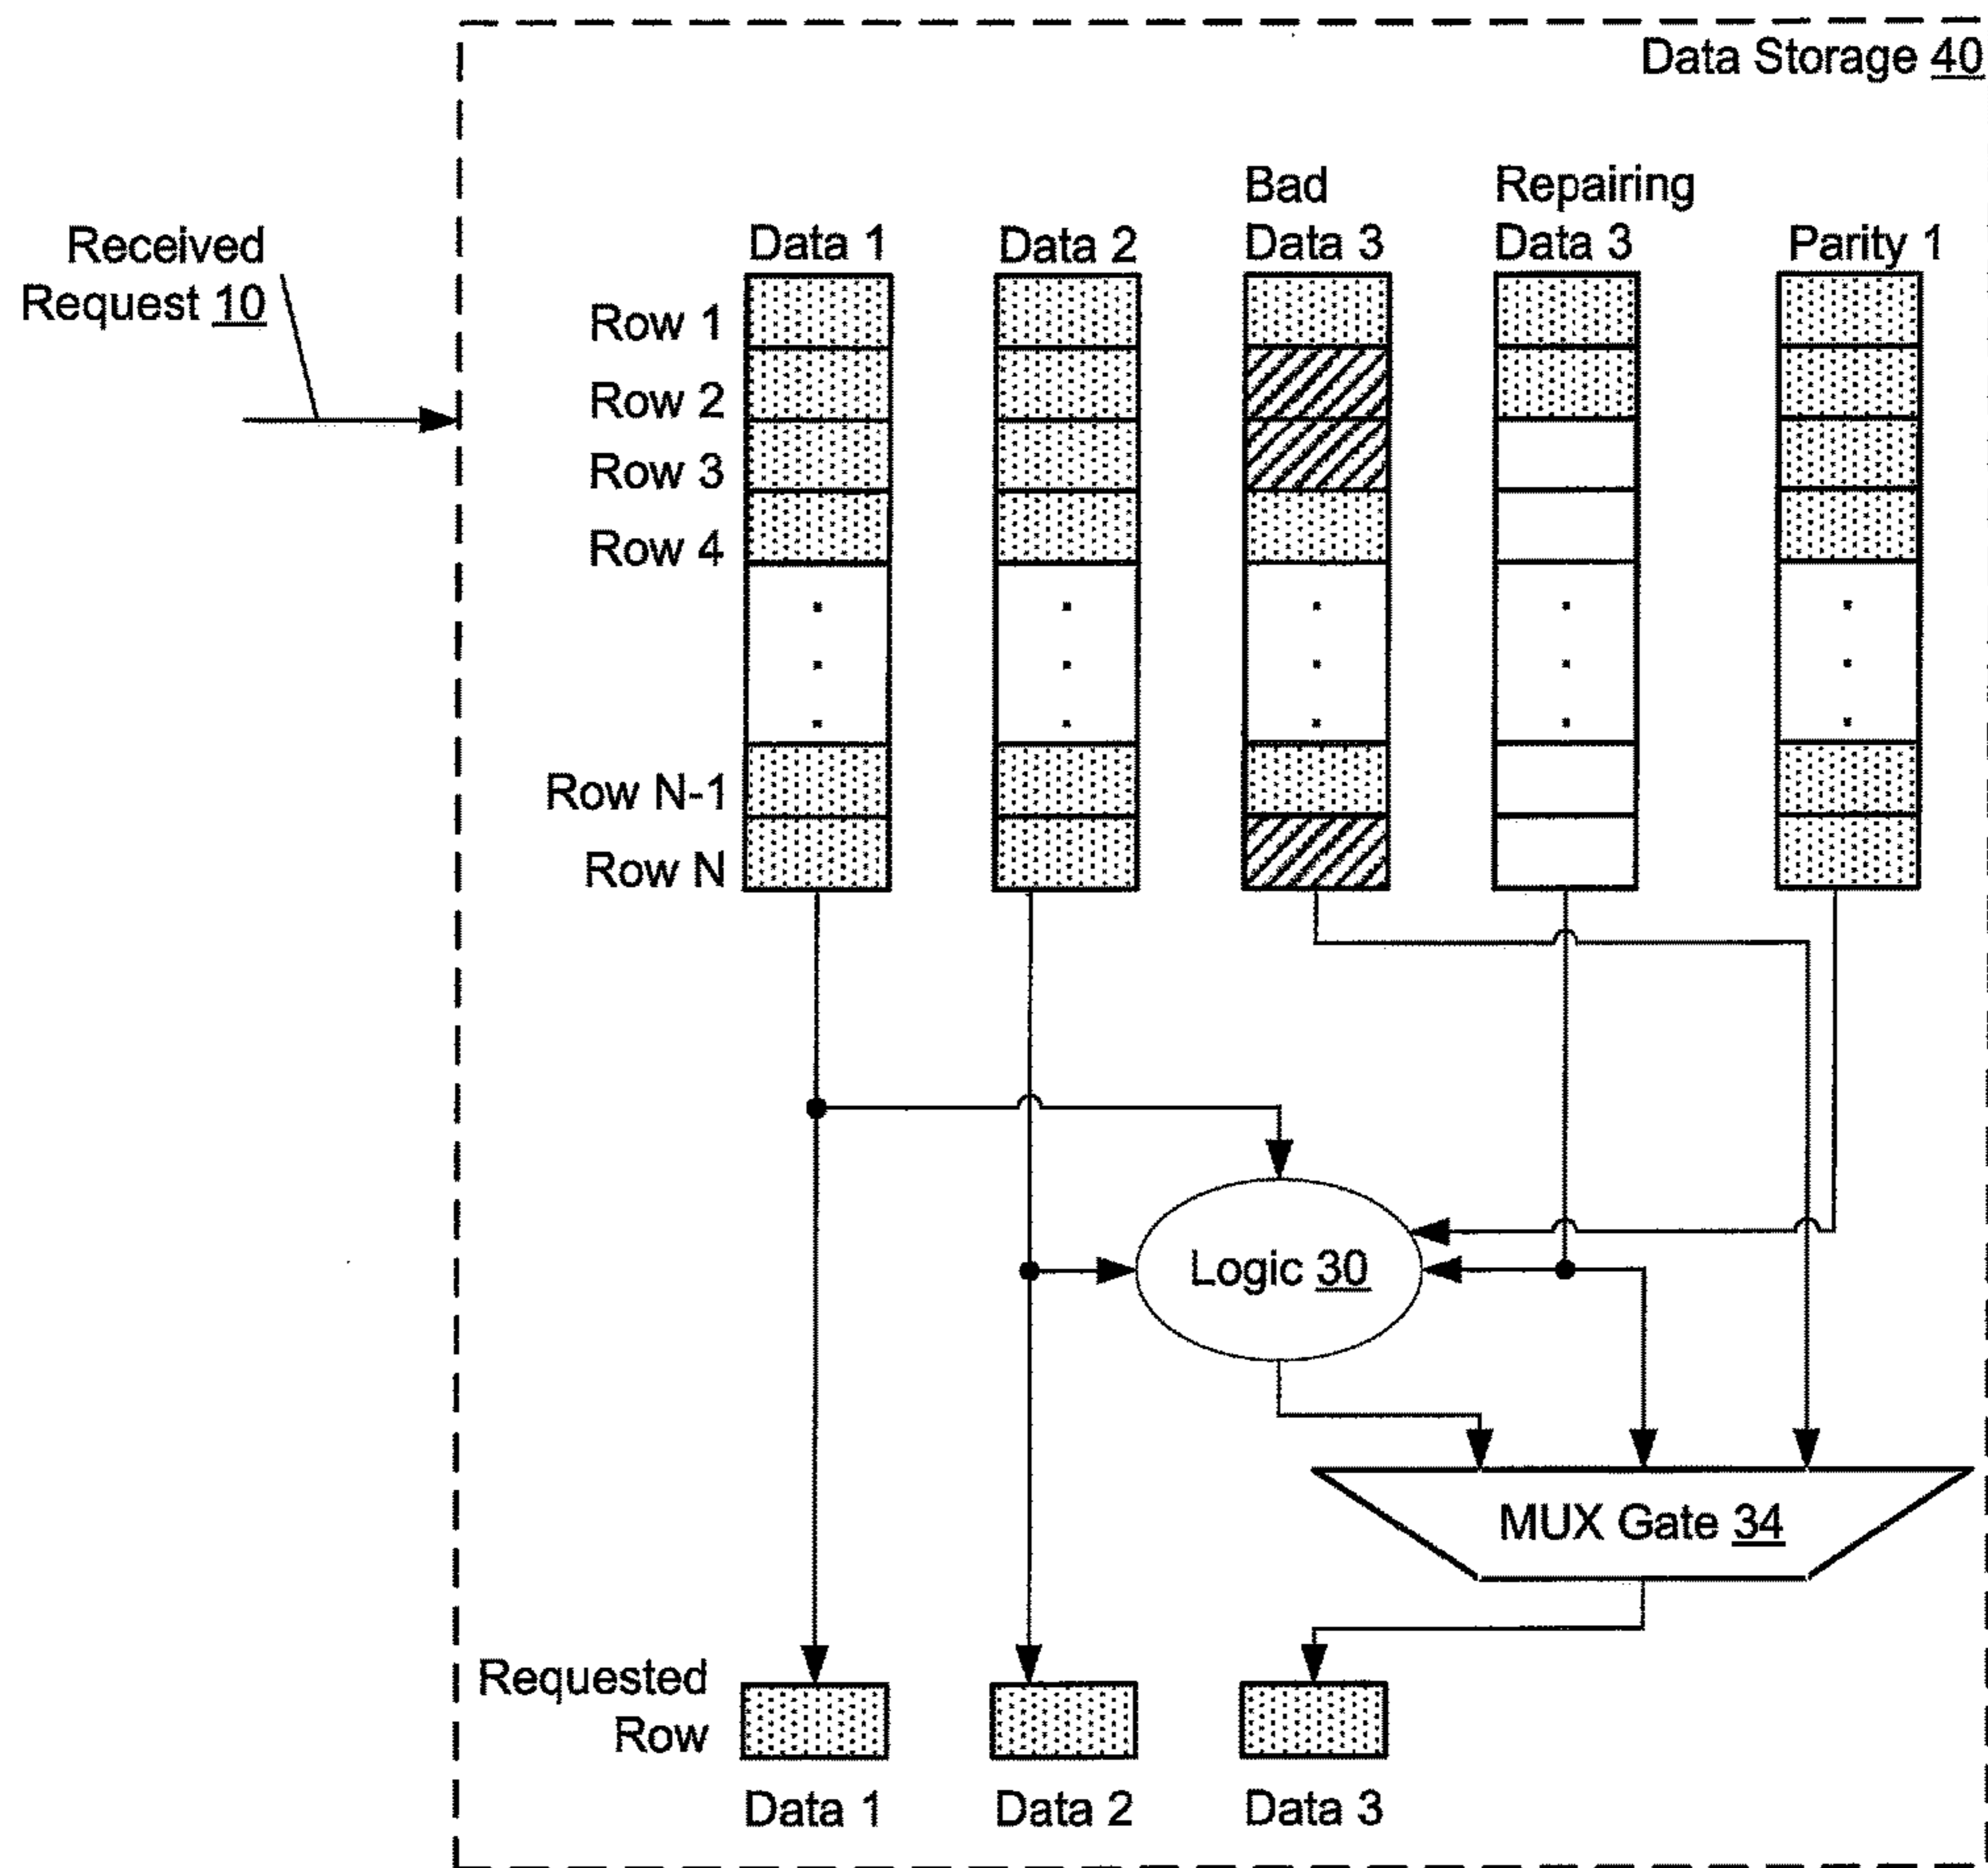 Data Storage 40
Received
Request 10
Data 1
Data 2
Bad
Data 3
Repairing
Data 3
Parity 1
Row 1
Row 2
Row 3
Row 4
Row N-1
Row N
Logic 30
MUX Gate 34
Requested
Row
Data 1
Data 2
Data 3